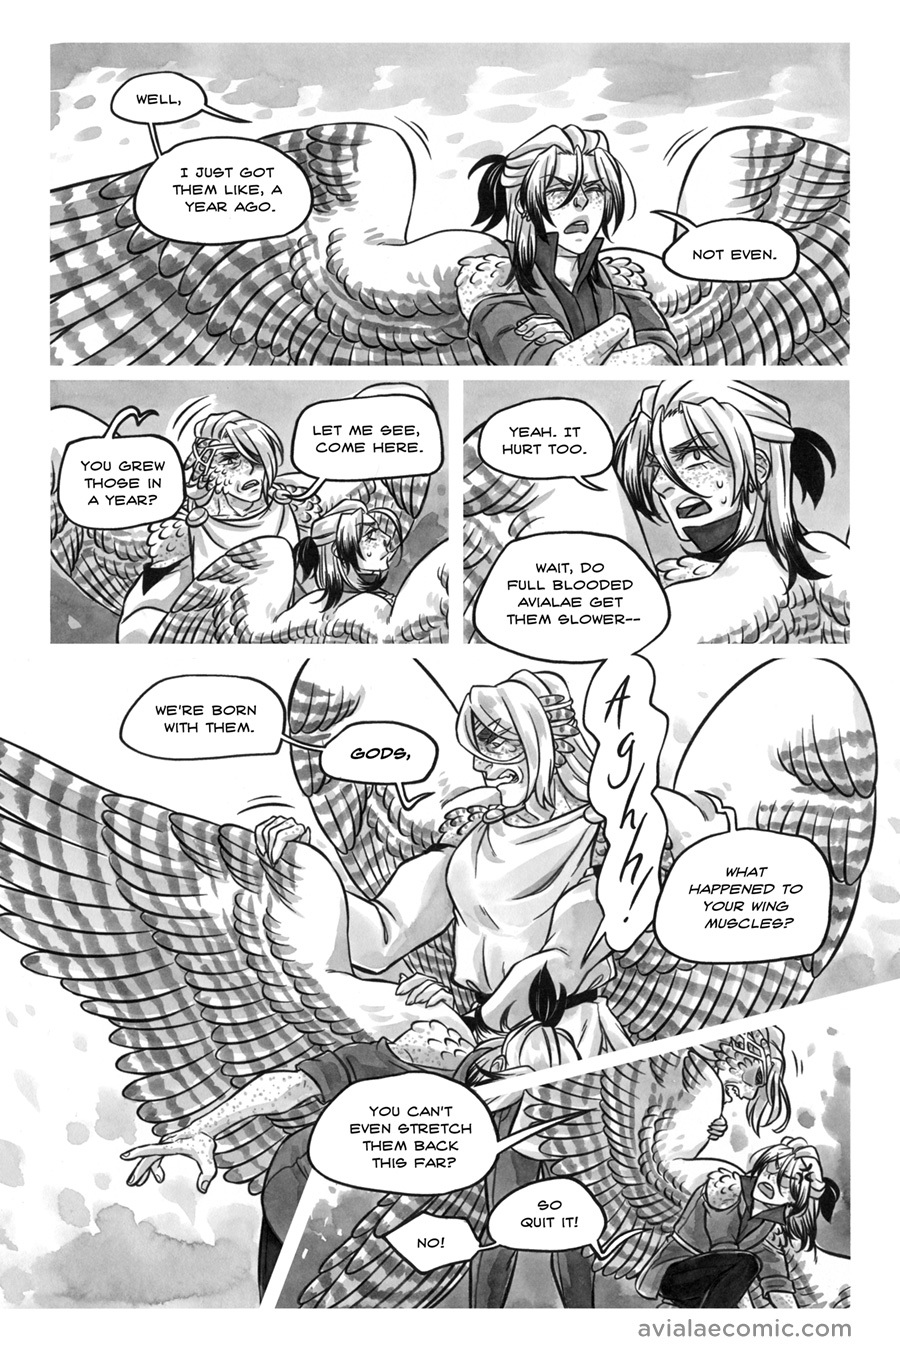 WELL,
I JUST GOT
THEM LIKE, A
YEAR AGO.
NOT EVEN.
YOU GREW
THOSE IN
A YEAR?
LET ME SEE,
COME HERE.
YEAH. IT
HURT TOO.
WAIT, DO
FULL BLOODED
AVIALAE GET
THEM SLOWER--
WE'RE BORN
WITH THEM.
GODS,
Aghh!
WHAT
HAPPENED TO
YOUR WING
MUSCLES?
YOU CAN'T
EVEN STRETCH
THEM BACK
THIS FAR?
NO!
SO
QUIT IT!
avialaecomic.com